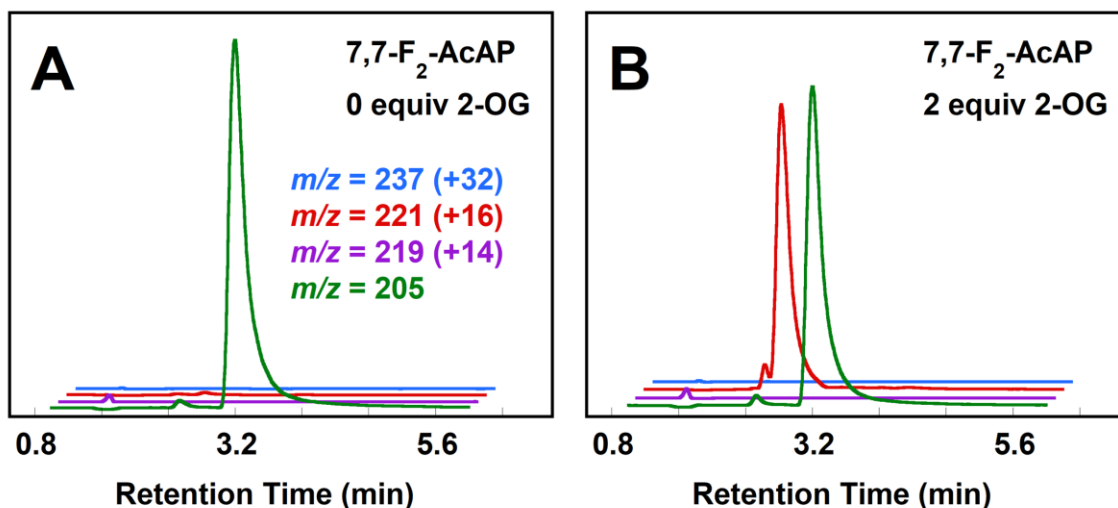 A
7,7-F₂-AcAP
0 equiv 2-OG
m/z = 237 (+32)
m/z = 221 (+16)
m/z = 219 (+14)
m/z = 205
0.8 3.2 5.6
Retention Time (min)
B
7,7-F₂-AcAP
2 equiv 2-OG
0.8 3.2 5.6
Retention Time (min)